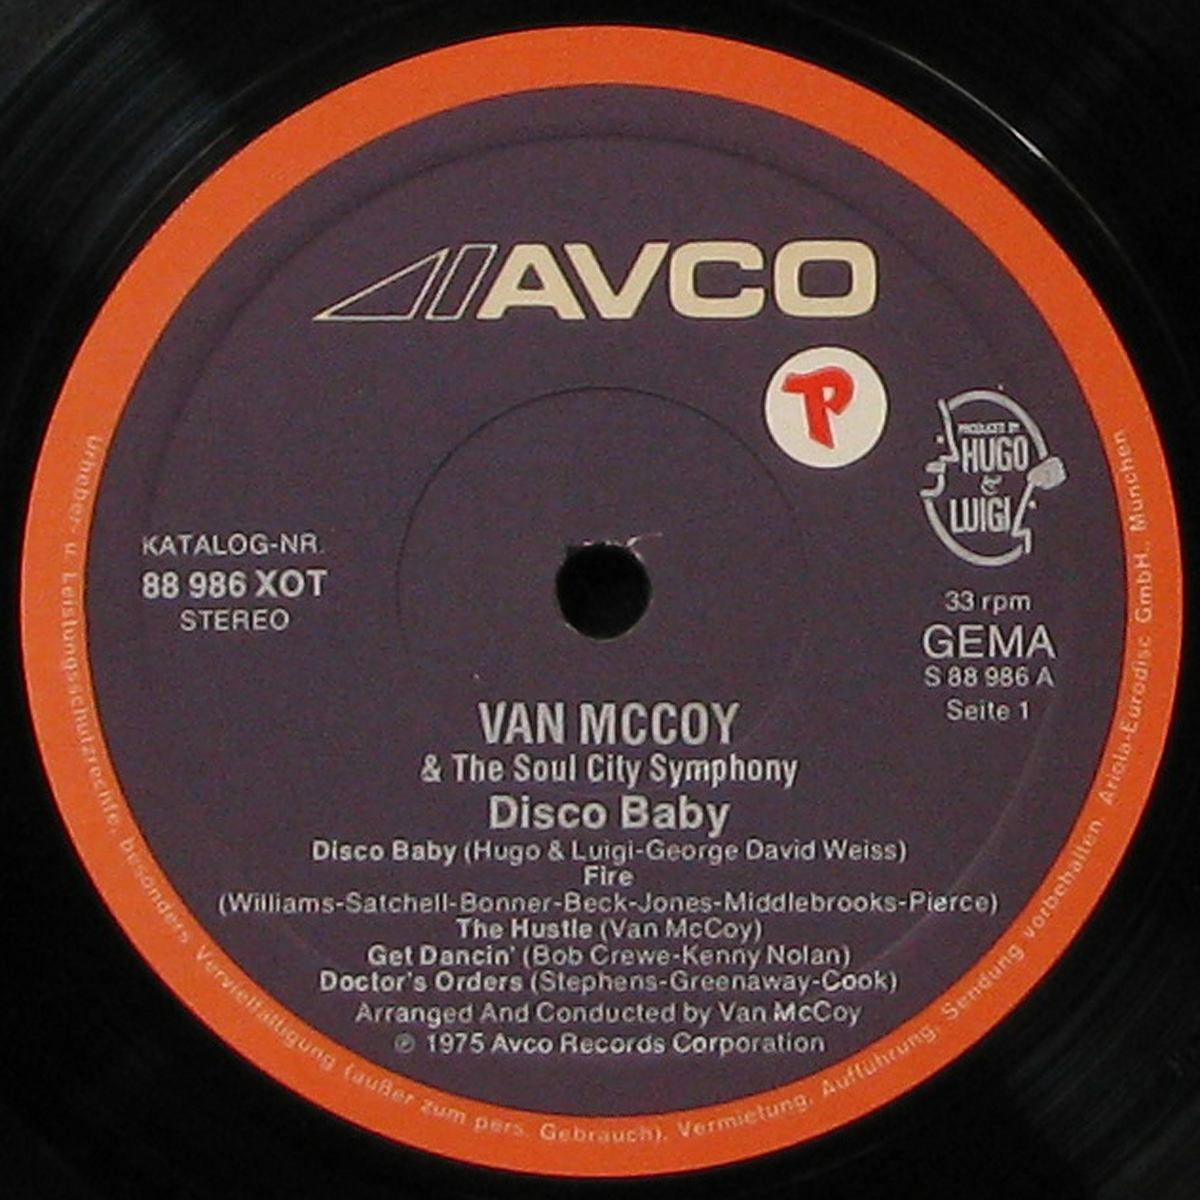 AVCO
P
PRODUCED BY
HUGO
&
LUIGI
KATALOG-NR.
88 986 XOT
STEREO
33 rpm
GEMA
S 88 986 A
Seite 1
VAN MCCOY
& The Soul City Symphony
Disco Baby
Disco Baby (Hugo & Luigi-George David Weiss)
Fire
(Williams-Satchell-Bonner-Beck-Jones-Middlebrooks-Pierce)
The Hustle (Van McCoy)
Get Dancin' (Bob Crewe-Kenny Nolan)
Doctor's Orders (Stephens-Greenaway-Cook)
Arranged And Conducted by Van McCoy
℗ 1975 Avco Records Corporation
Urheber- u. Leistungsschutzrechte, besonders Vervielfältigung (außer zum pers. Gebrauch), Vermietung, Aufführung, Sendung vorbehalten. Ariola-Eurodisc GmbH., München